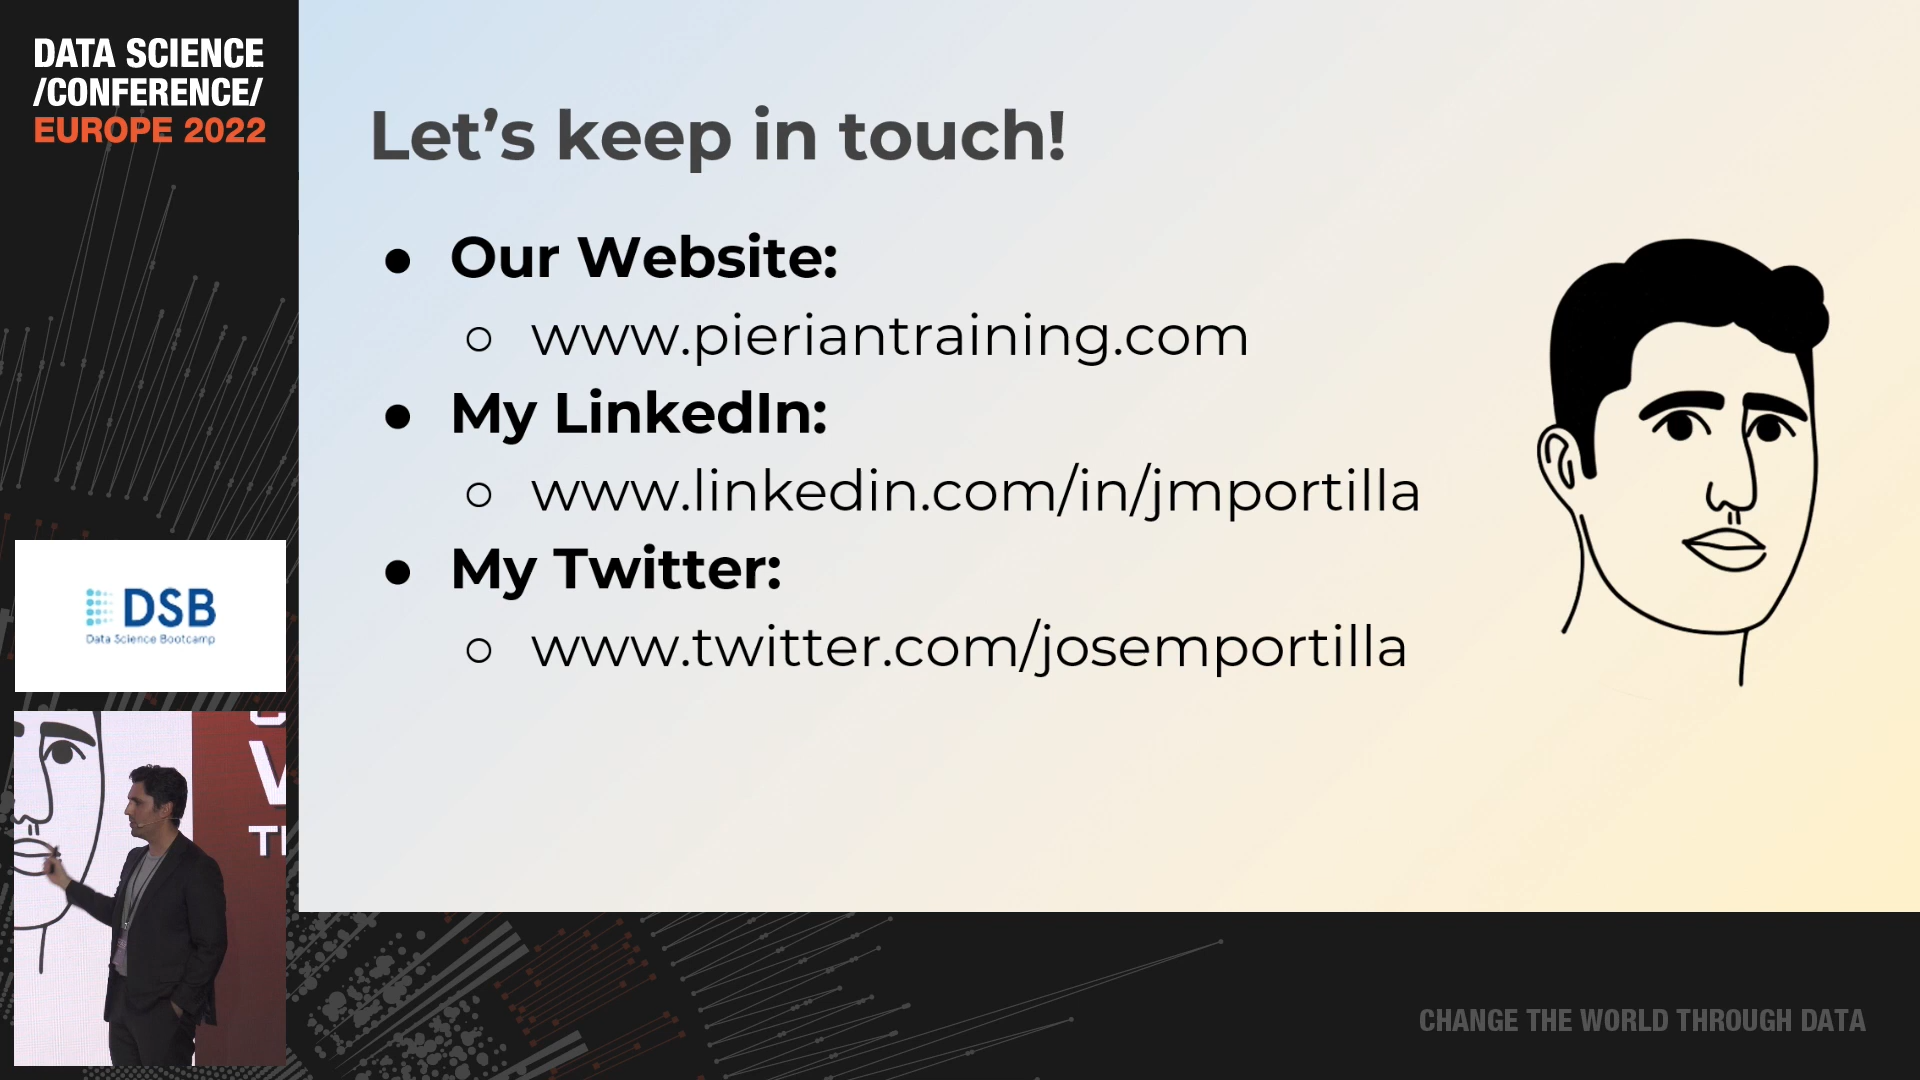 DATA SCIENCE
/CONFERENCE/
EUROPE 2022
Let’s keep in touch!
● Our Website:
○ www.pieriantraining.com
● My LinkedIn:
○ www.linkedin.com/in/jmportilla
● My Twitter:
○ www.twitter.com/josemportilla
DSB
Data Science Bootcamp
CHANGE THE WORLD THROUGH DATA